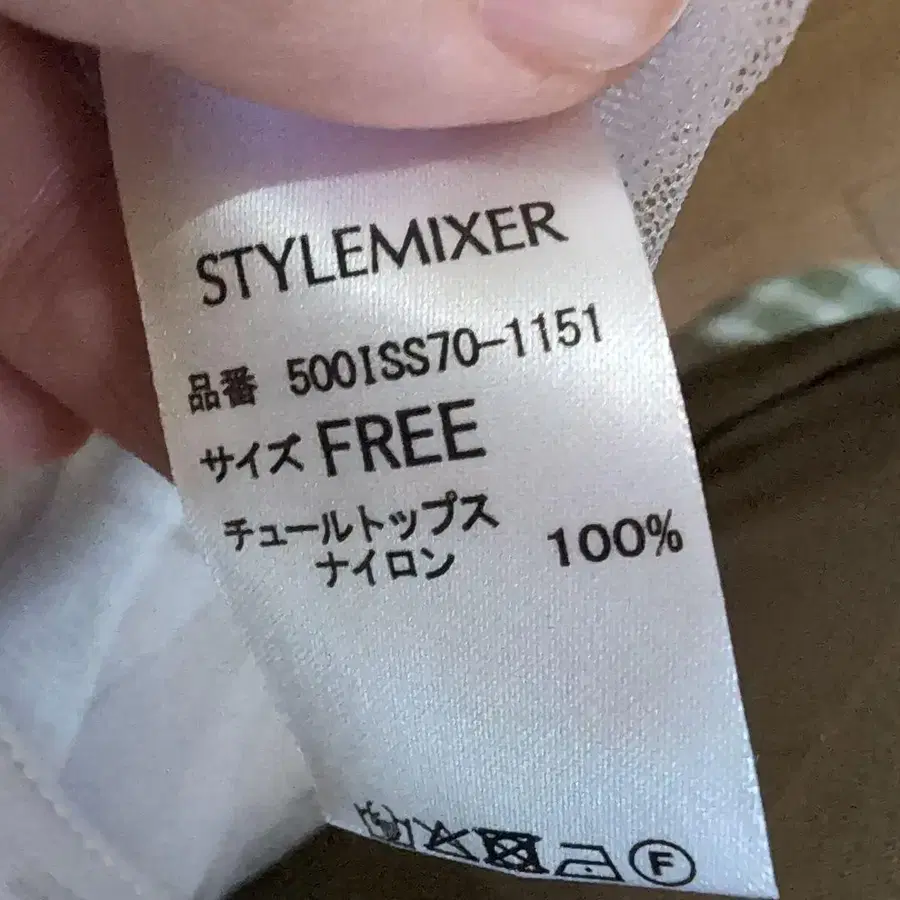 STYLEMIXER
品番 500ISS70-1151
サイズ FREE
チュールトップス
ナイロン 100%
F